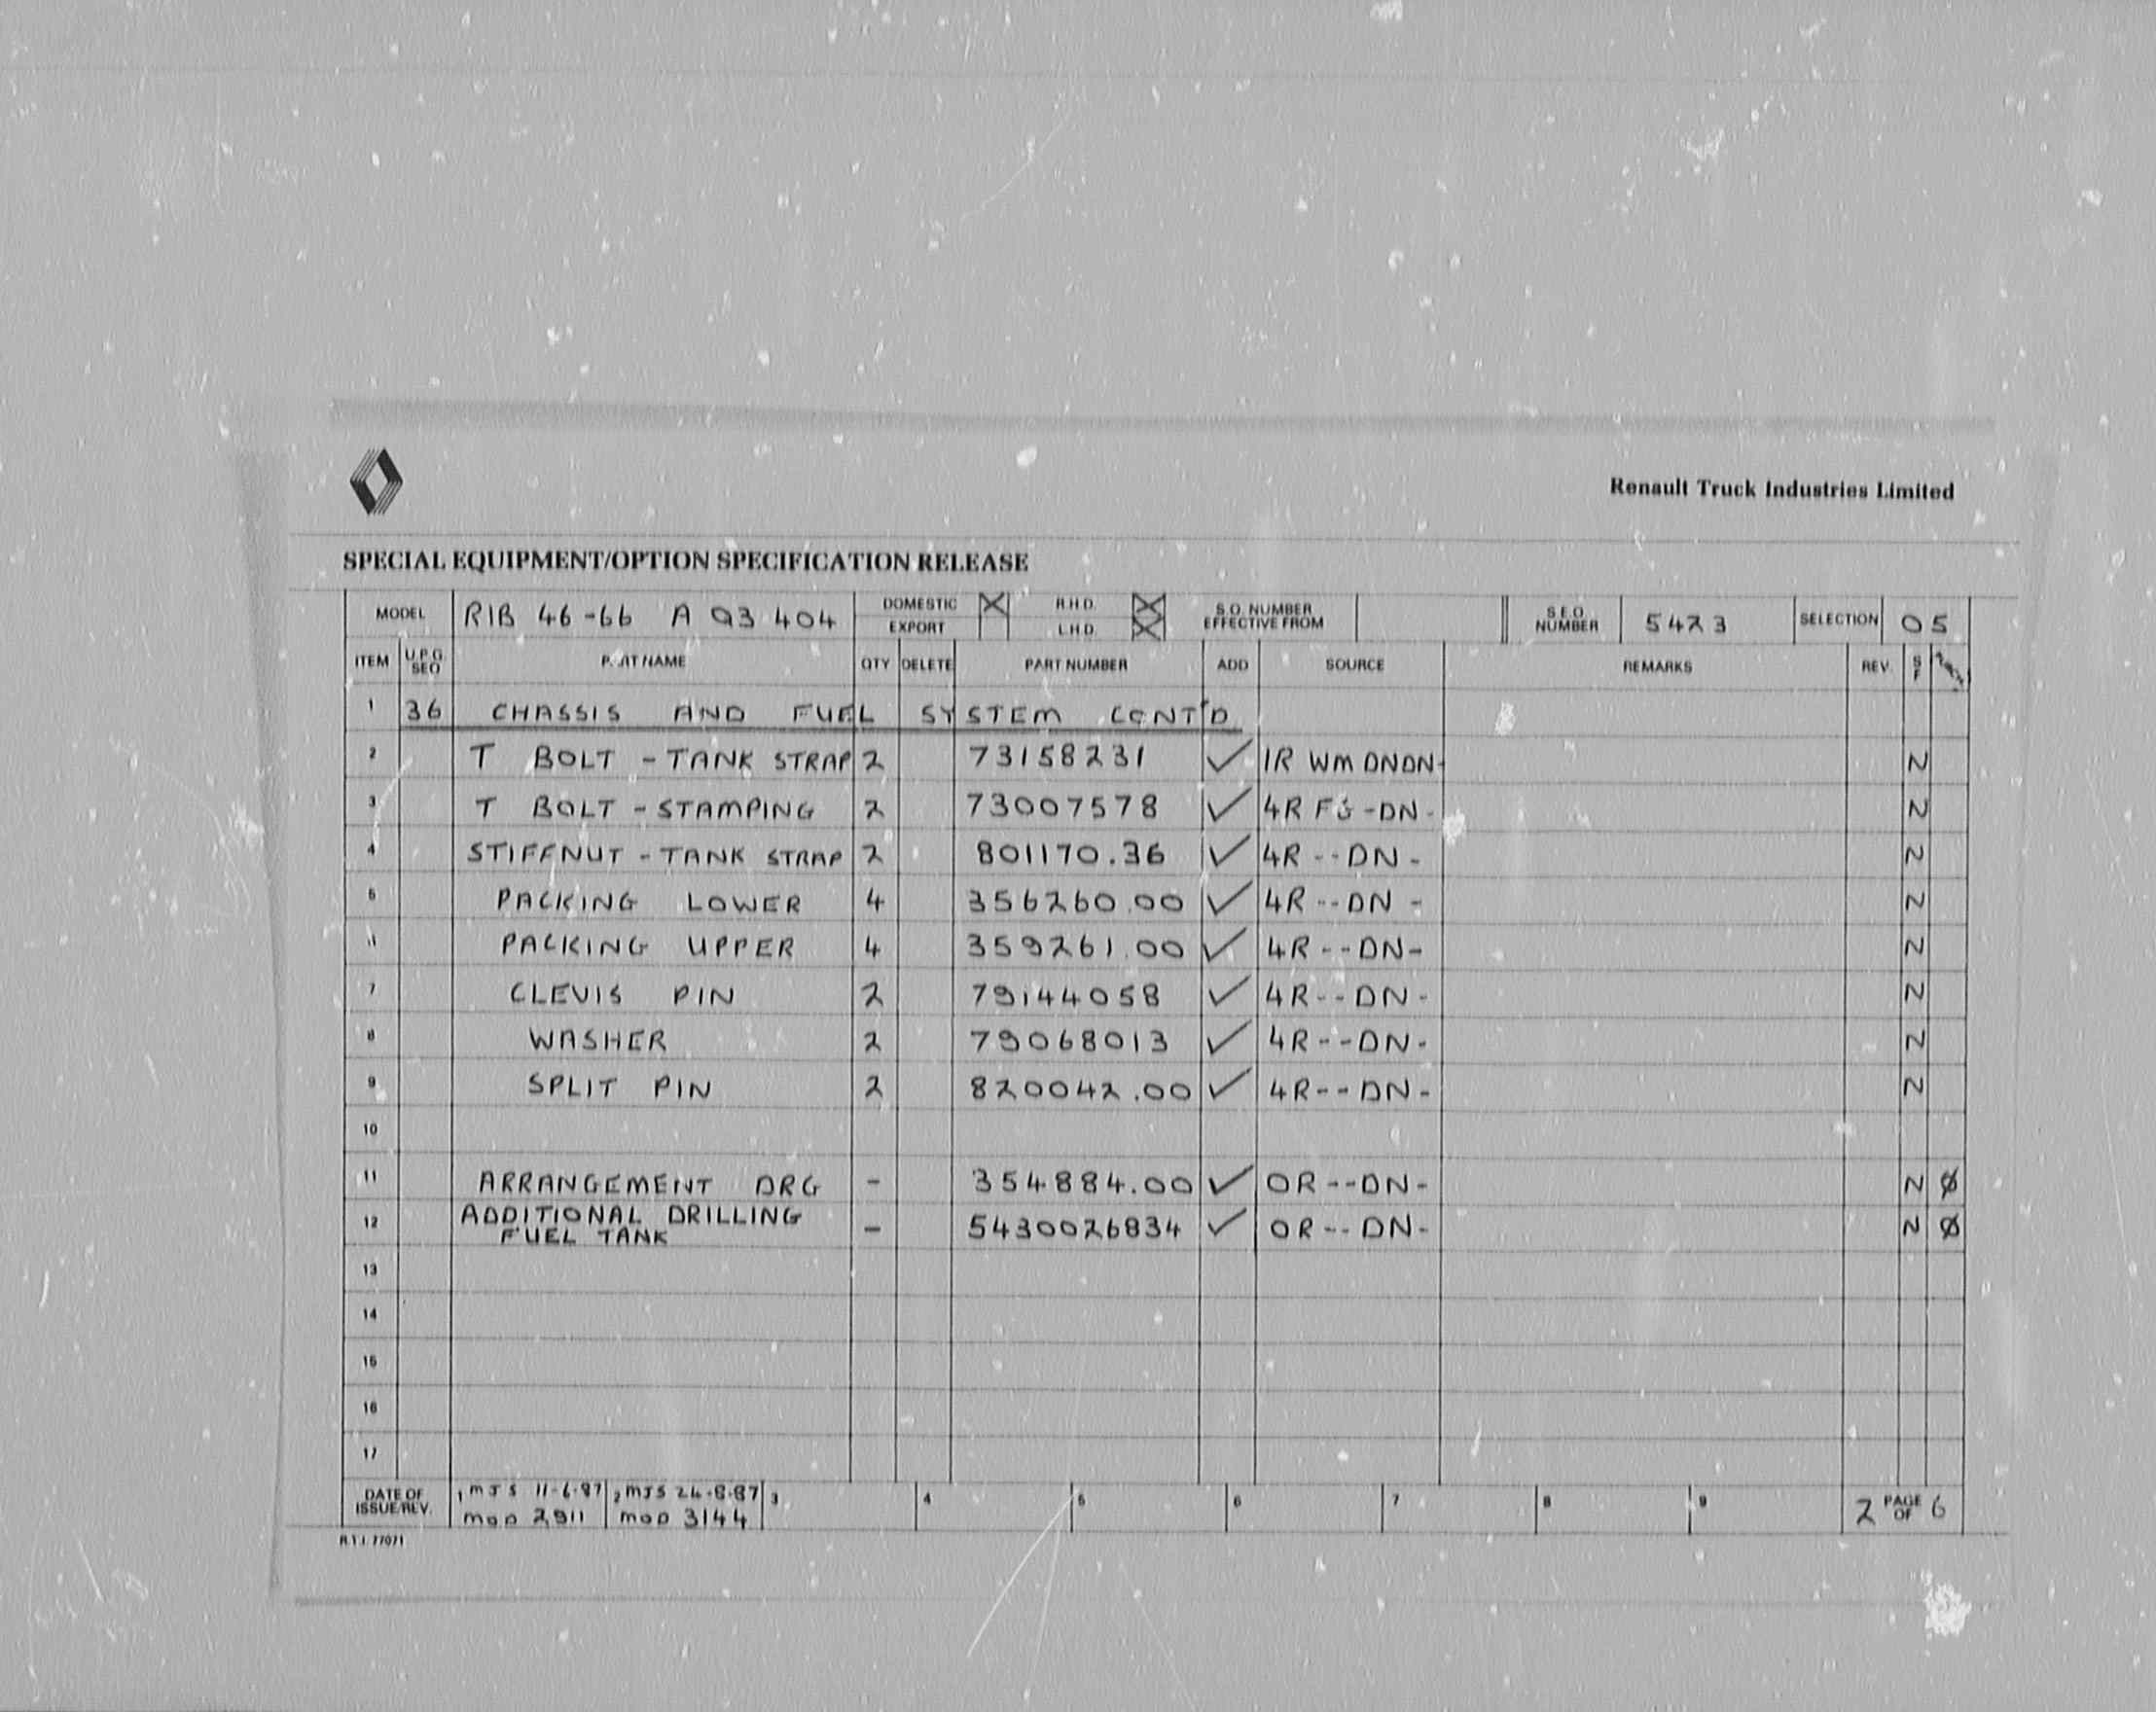 Renault Truck Industries Limited
SPECIAL EQUIPMENT/OPTION SPECIFICATION RELEASE
MODEL RIB 46-66 A Q3 404 DOMESTIC R.H.D. S.O. NUMBER EFFECTIVE FROM S.E.O. NUMBER 5423 SELECTION 05
EXPORT L.H.D.
ITEM U.P.G. SEQ PART NAME QTY DELETE PART NUMBER ADD SOURCE REMARKS REV. S F
1 36 CHASSIS AND FUEL SYSTEM CONT'D
2 T BOLT - TANK STRAP 2 73158231 ✓ 1R WM DNDN- N
3 T BOLT - STAMPING 2 73007578 ✓ 4R FG-DN- N
4 STIFFNUT - TANK STRAP 2 801170.36 ✓ 4R--DN- N
5 PACKING LOWER 4 356260.00 ✓ 4R--DN- N
PACKING UPPER 4 359261.00 ✓ 4R--DN- N
7 CLEVIS PIN 2 79144058 ✓ 4R--DN- N
8 WASHER 2 79068013 ✓ 4R--DN- N
9 SPLIT PIN 2 820042.00 ✓ 4R--DN- N
10
11 ARRANGEMENT DRG - 354884.00 ✓ OR--DN- N Ø
12 ADDITIONAL DRILLING FUEL TANK - 5430026834 ✓ OR--DN- N Ø
13
14
15
16
17
DATE OF ISSUE/REV. 1 MJS 11-6-87 2 MJS 24-8-87 3 4 5 6 7 8 9 2 PAGE OF 6
MOD 2911 MOD 3144
R.T.I. 77071